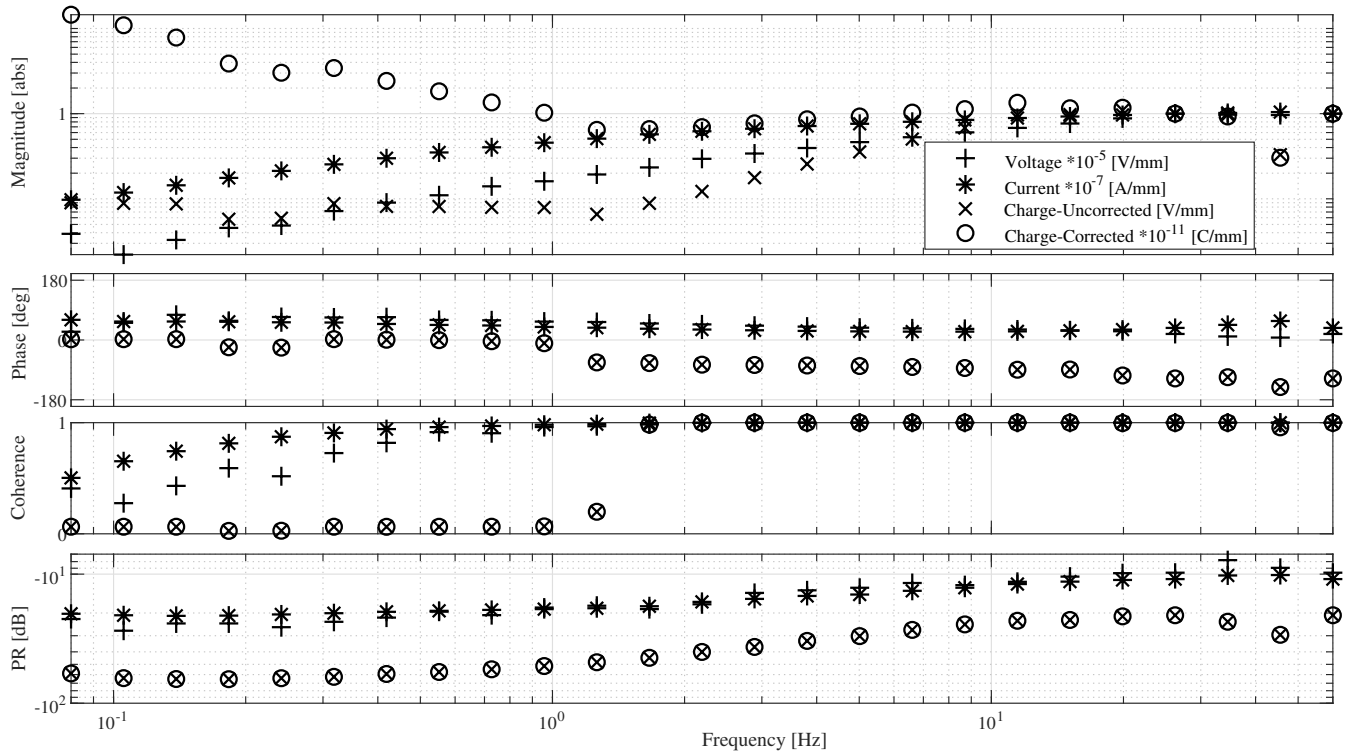 Magnitude [abs]
1
Voltage *10-5 [V/mm]
Current *10-7 [A/mm]
Charge-Uncorrected [V/mm]
Charge-Corrected *10-11 [C/mm]
Phase [deg]
180
0
-180
Coherence
1
0
PR [dB]
-101
-102
10-1
100
101
Frequency [Hz]